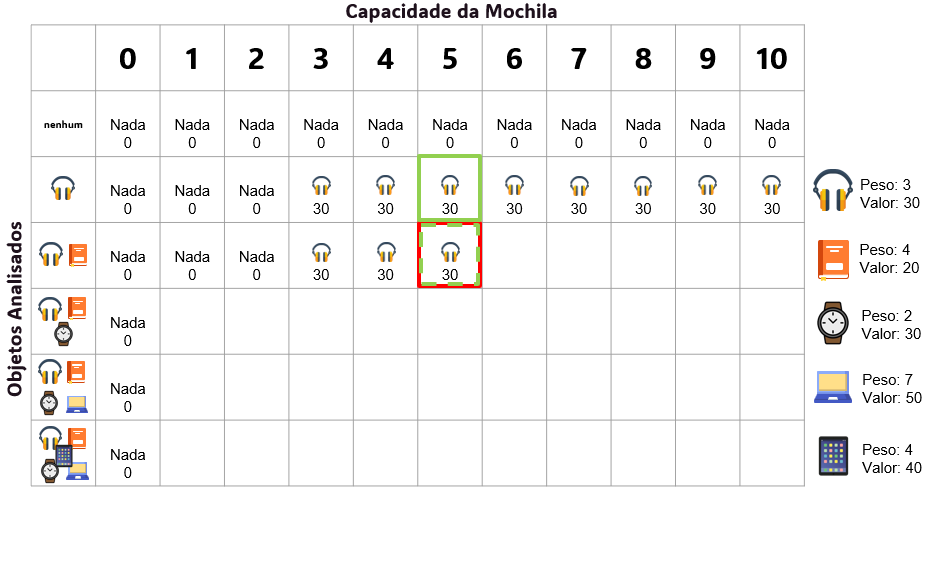 Capacidade da Mochila
0 1 2 3 4 5 6 7 8 9 10
Objetos Analisados
nenhum
Nada Nada Nada Nada Nada Nada Nada Nada Nada Nada Nada
0 0 0 0 0 0 0 0 0 0 0
Nada Nada Nada
0 0 0 30 30 30 30 30 30 30 30
Peso: 3
Valor: 30
Nada Nada Nada
0 0 0 30 30 30
Peso: 4
Valor: 20
Nada
0
Peso: 2
Valor: 30
Nada
0
Peso: 7
Valor: 50
Nada
0
Peso: 4
Valor: 40